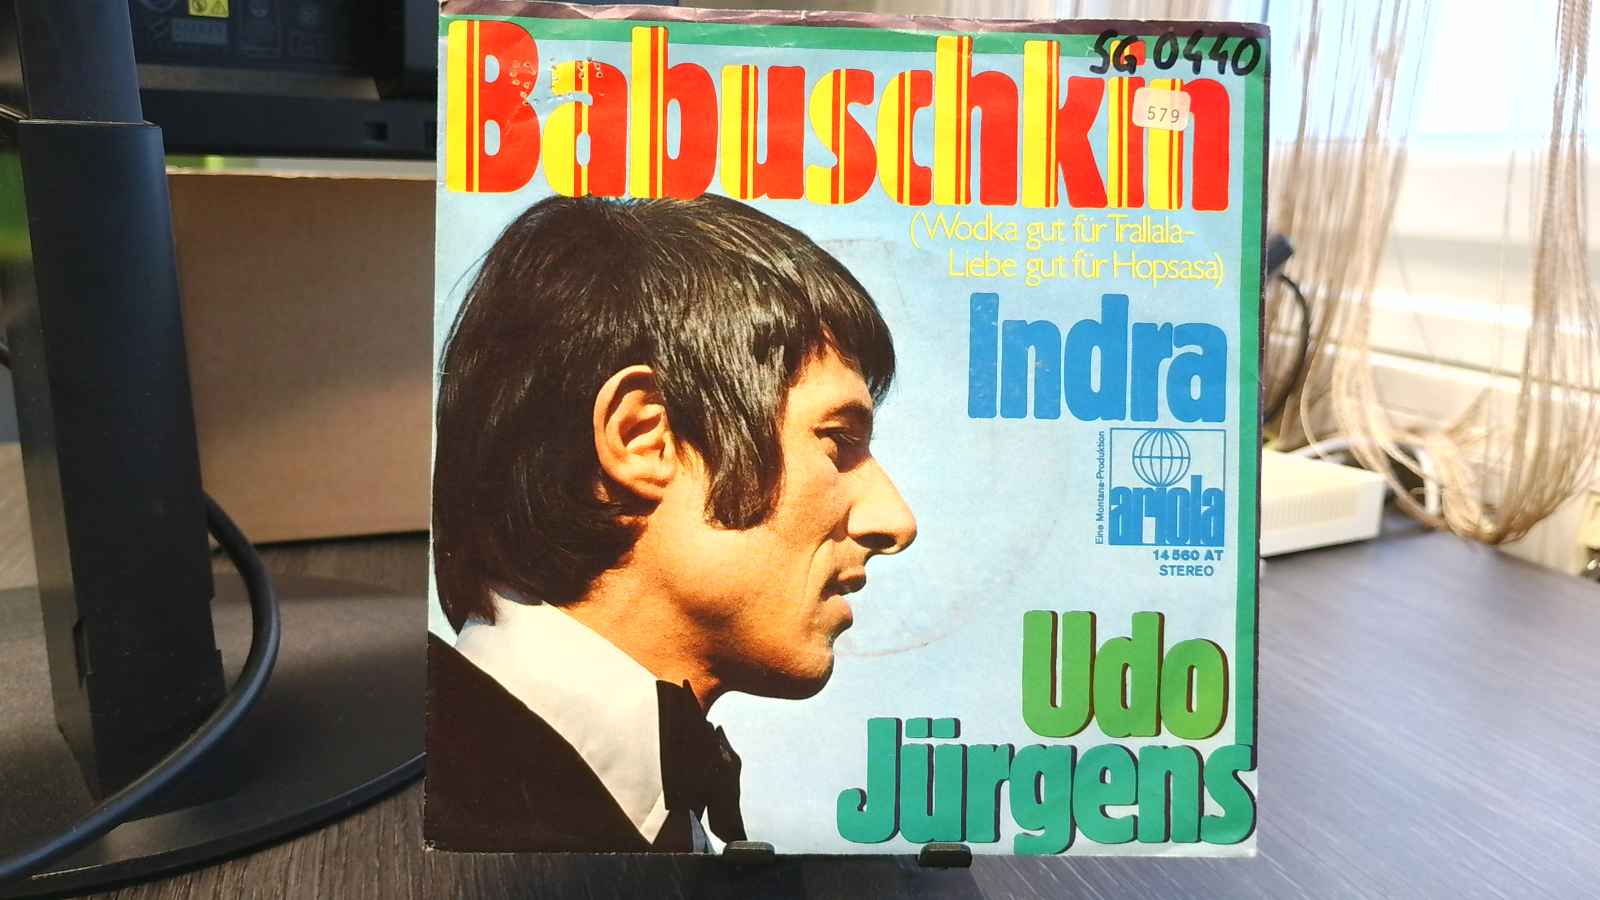 SG 0440
Babuschkin
579
(Wodka gut für Trallala-
Liebe gut für Hopsasa)
Indra
Eine Montana-Produktion
ariola
14 560 AT
STEREO
Udo
Jürgens